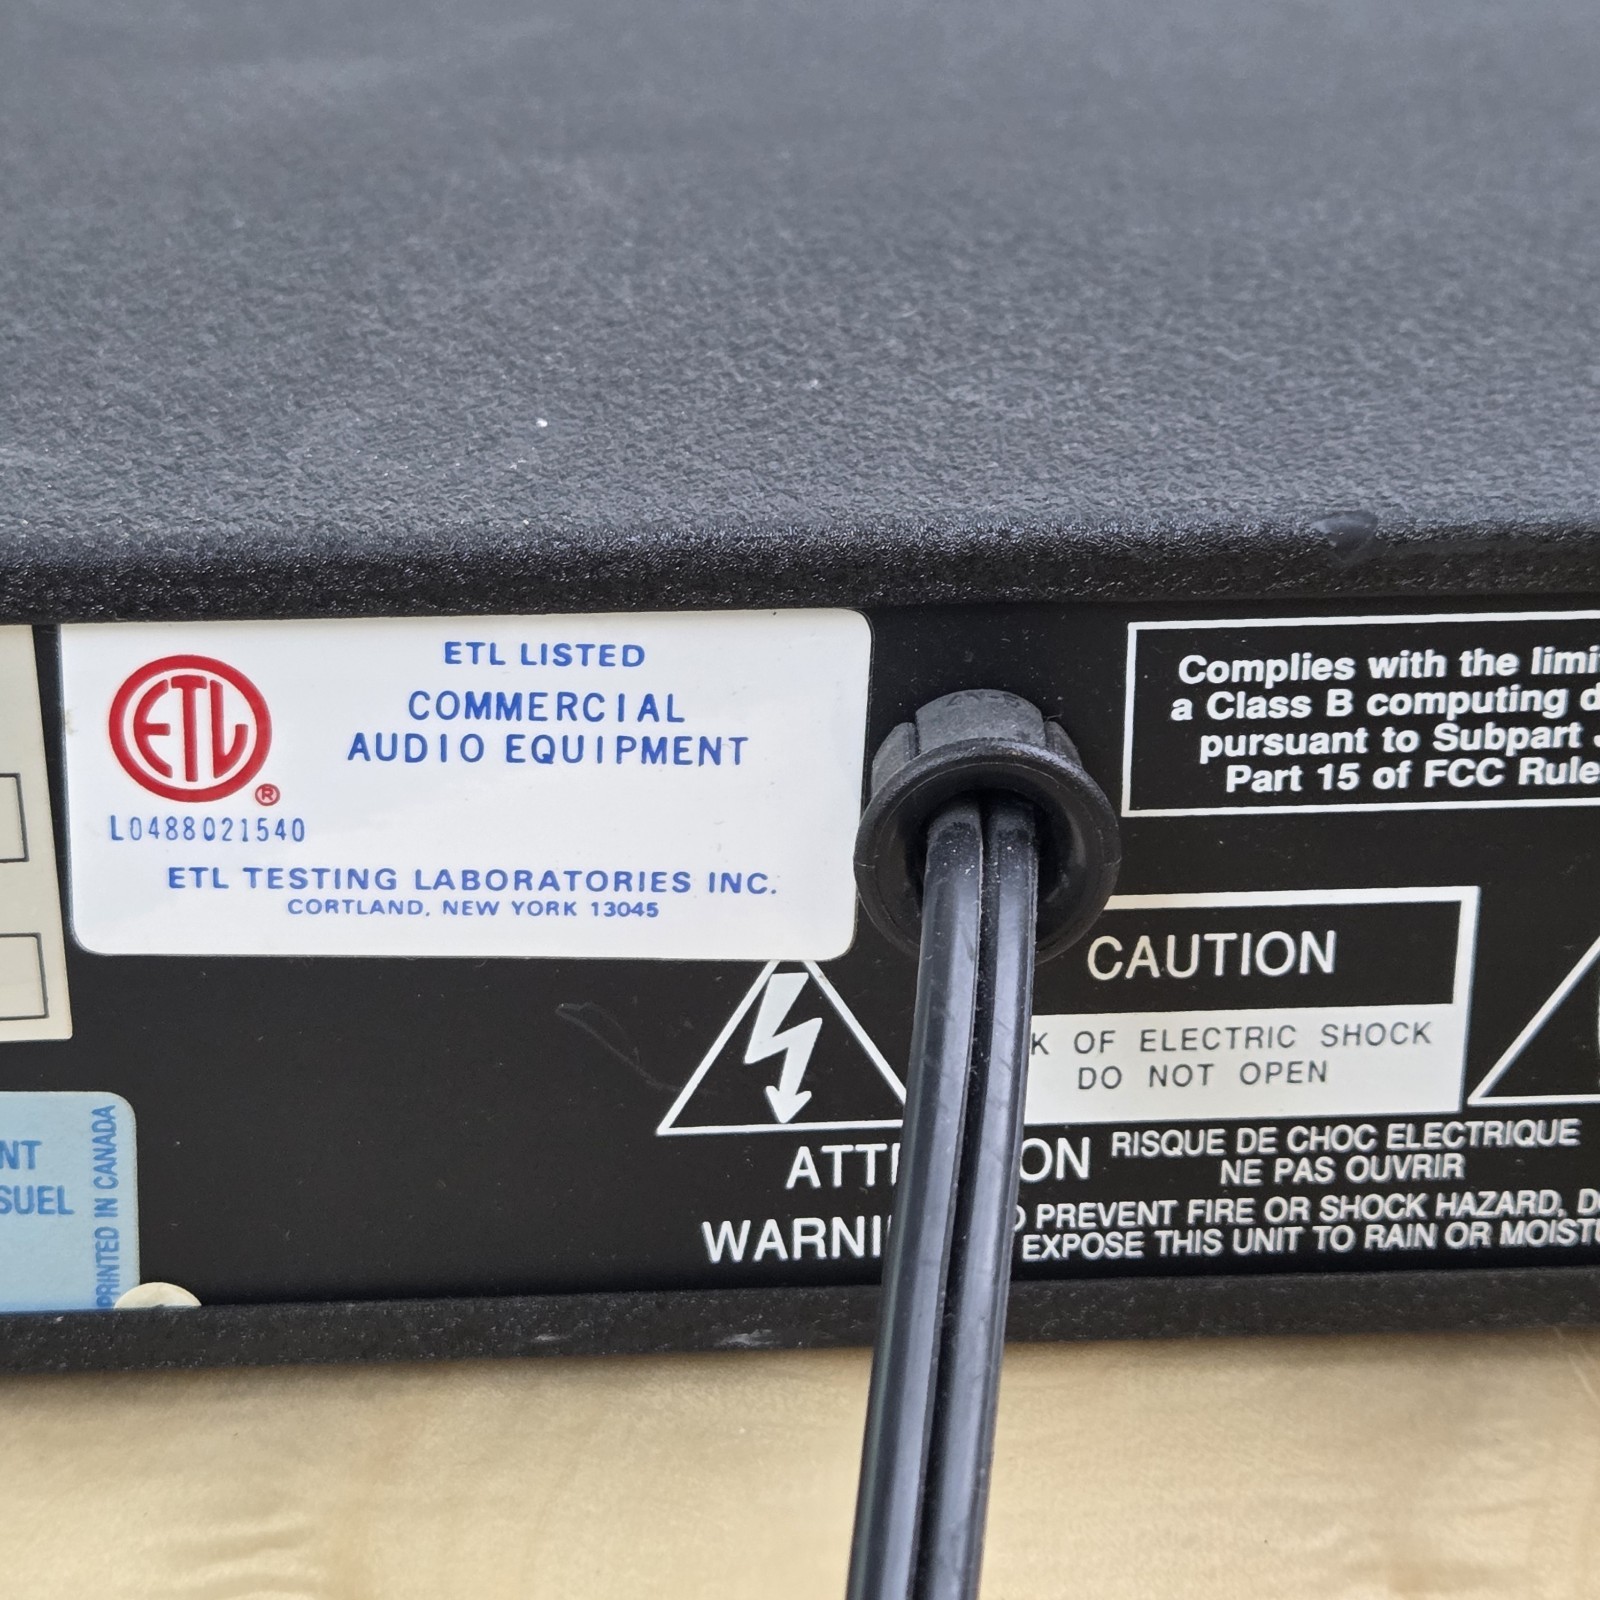 ETL LISTED
COMMERCIAL
AUDIO EQUIPMENT
ETL
®
L0488021540
ETL TESTING LABORATORIES INC.
CORTLAND, NEW YORK 13045
Complies with the limi
a Class B computing d
pursuant to Subpart
Part 15 of FCC Rule
CAUTION
K OF ELECTRIC SHOCK
DO NOT OPEN
ATT ON RISQUE DE CHOC ELECTRIQUE
NE PAS OUVRIR
WARNI PREVENT FIRE OR SHOCK HAZARD, D
EXPOSE THIS UNIT TO RAIN OR MOIST
NT
SUEL
PRINTED IN CANADA